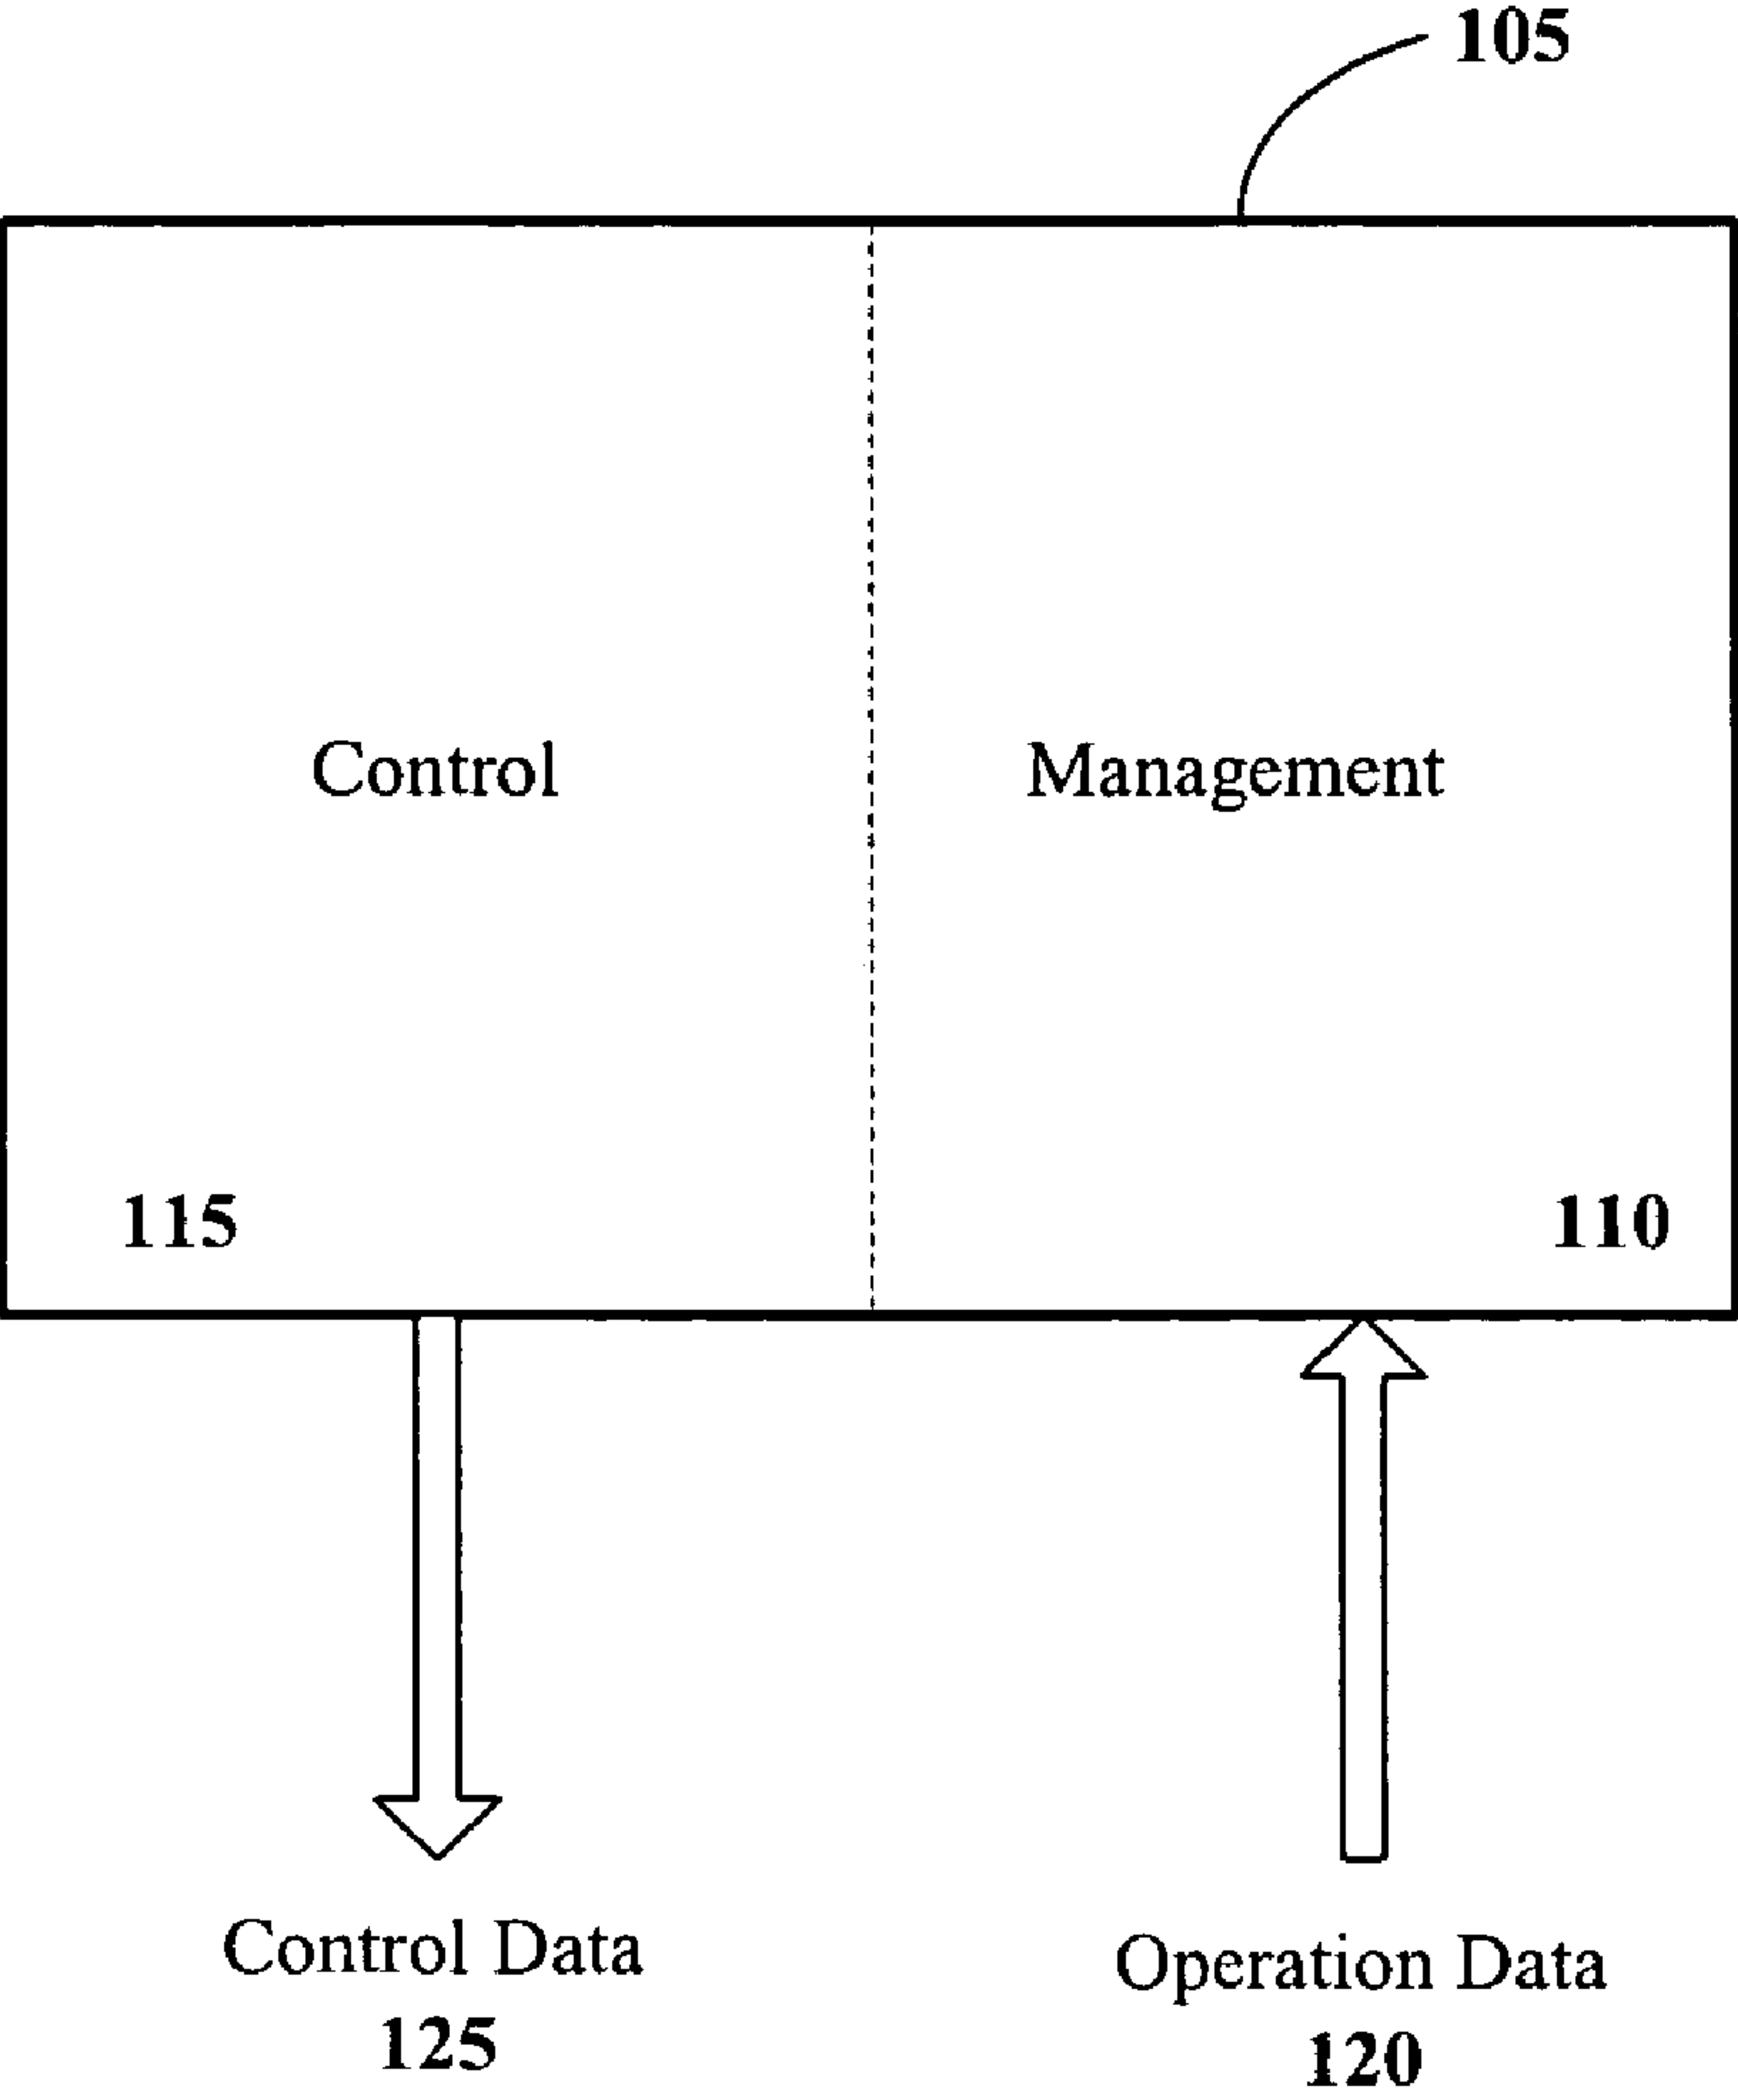 105
Control
Management
115
110
Control Data
125
Operation Data
120